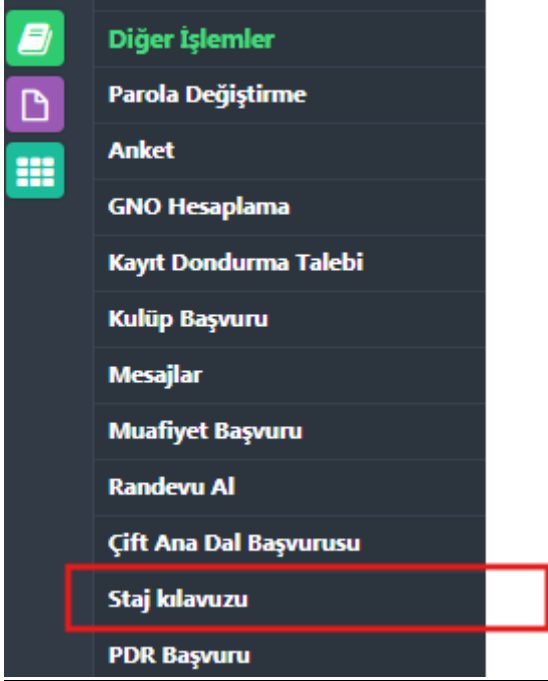 Diğer İşlemler
Parola Değiştirme
Anket
GNO Hesaplama
Kayıt Dondurma Talebi
Kulüp Başvuru
Mesajlar
Muafiyet Başvuru
Randevu Al
Çift Ana Dal Başvurusu
Staj kılavuzu
PDR Başvuru